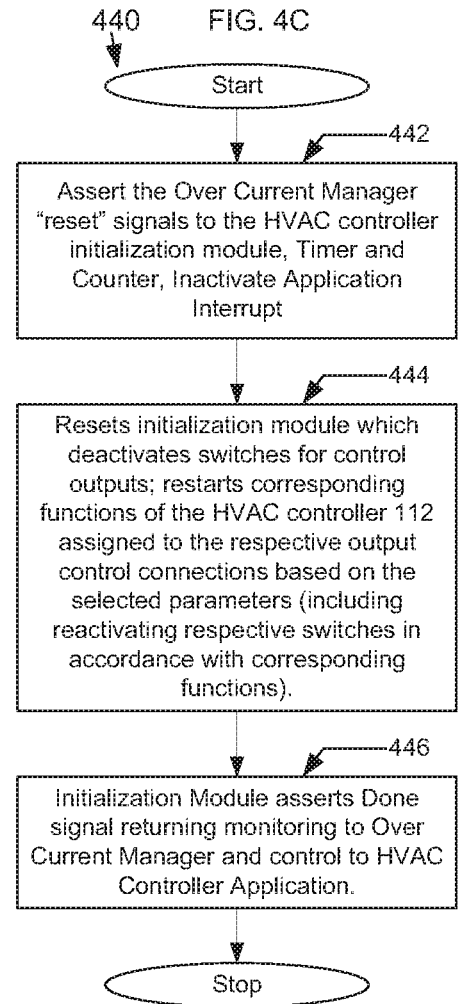 440 FIG. 4C
Start
442
Assert the Over Current Manager
"reset" signals to the HVAC controller
initialization module, Timer and
Counter, Inactivate Application
Interrupt
444
Resets initialization module which
deactivates switches for control
outputs; restarts corresponding
functions of the HVAC controller 112
assigned to the respective output
control connections based on the
selected parameters (including
reactivating respective switches in
accordance with corresponding
functions).
446
Initialization Module asserts Done
signal returning monitoring to Over
Current Manager and control to HVAC
Controller Application.
Stop